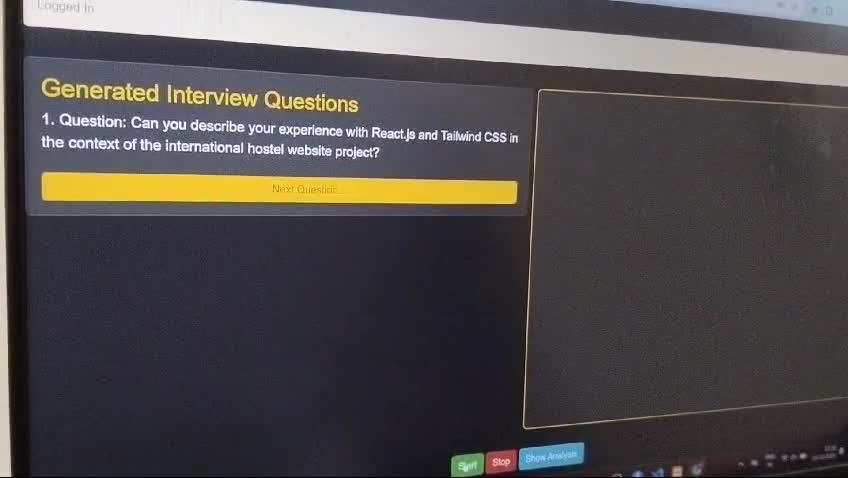 Logged In
Generated Interview Questions
1. Question: Can you describe your experience with React.js and Tailwind CSS in
the context of the international hostel website project?
Next Question
Start
Stop
Show Analysis